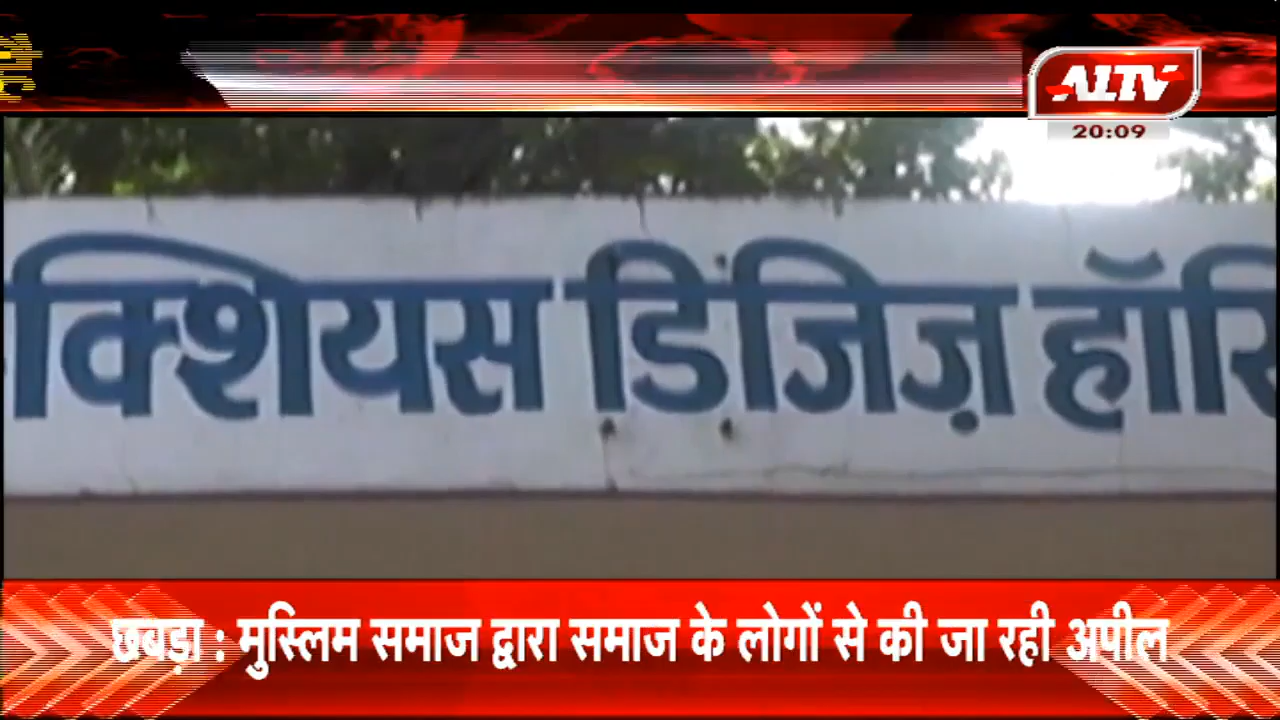 ALTV
20:09
क्शियस डिजिज़ हॉ
छबड़ा : मुस्लिम समाज द्वारा समाज के लोगों से की जा रही अपील